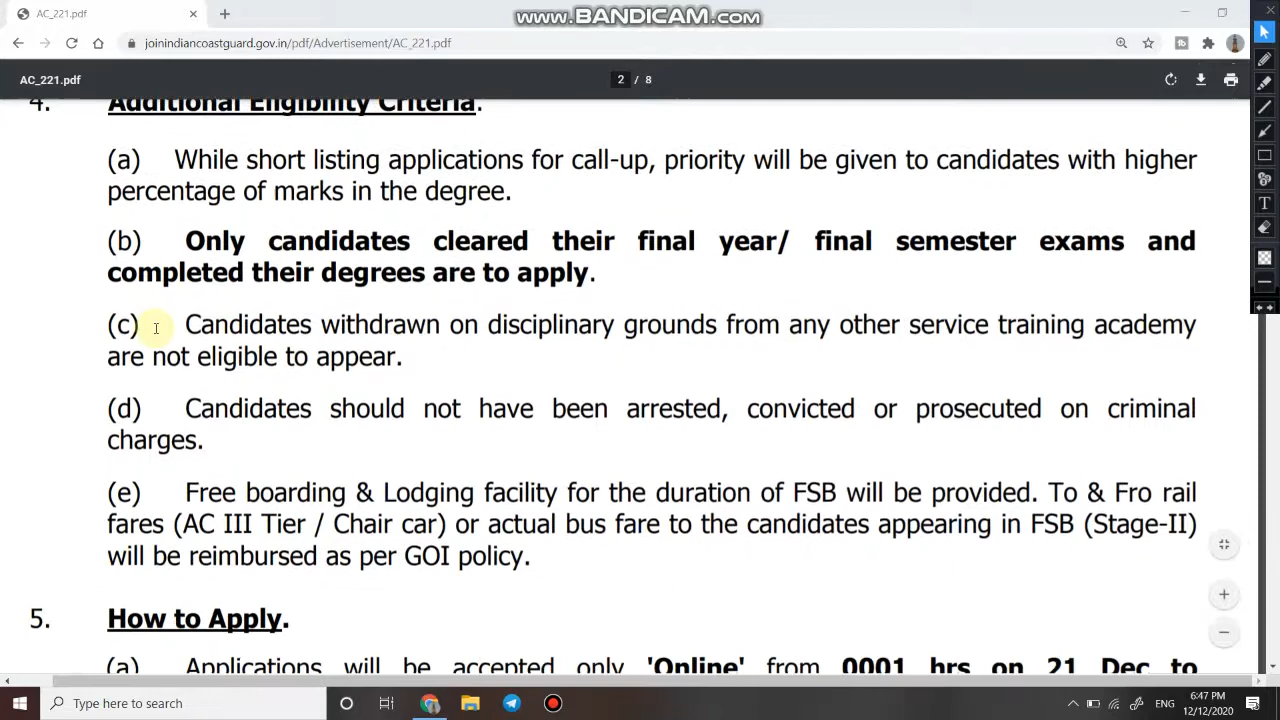 AC_221.pdf
www.BANDICAM.com
joinindiancoastguard.gov.in/pdf/Advertisement/AC_221.pdf
AC_221.pdf
2 / 8
4. Additional Eligibility Criteria.
(a) While short listing applications for call-up, priority will be given to candidates with higher
percentage of marks in the degree.
(b) Only candidates cleared their final year/ final semester exams and
completed their degrees are to apply.
(c) Candidates withdrawn on disciplinary grounds from any other service training academy
are not eligible to appear.
(d) Candidates should not have been arrested, convicted or prosecuted on criminal
charges.
(e) Free boarding & Lodging facility for the duration of FSB will be provided. To & Fro rail
fares (AC III Tier / Chair car) or actual bus fare to the candidates appearing in FSB (Stage-II)
will be reimbursed as per GOI policy.
5. How to Apply.
(a) Applications will be accepted only 'Online' from 0001 hrs on 21 Dec to
Type here to search
ENG
6:47 PM
12/12/2020